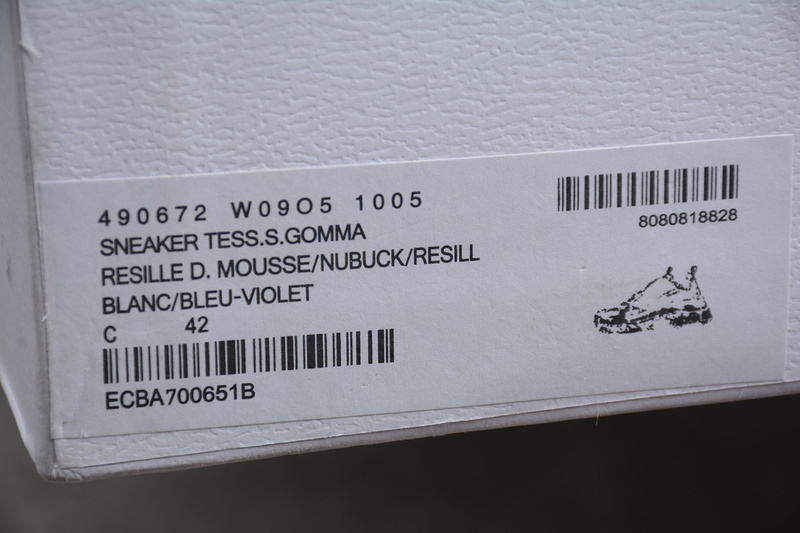 490672 W09O5 1005
SNEAKER TESS.S.GOMMA
RESILLE D. MOUSSE/NUBUCK/RESILL
BLANC/BLEU-VIOLET
C 42
ECBA700651B
8080818828